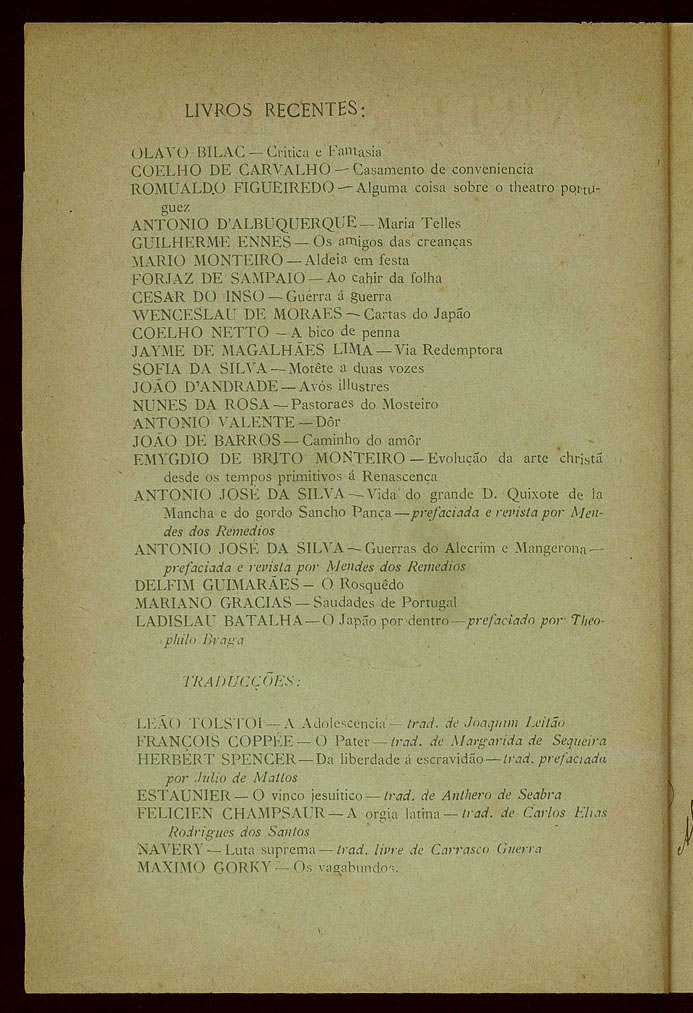 LIVROS RECENTES:
OLAVO BILAC — Critica e Fantasia
COELHO DE CARVALHO — Casamento de conveniencia
ROMUALDO FIGUEIREDO — Alguma coisa sobre o theatro portu-
guez
ANTONIO D'ALBUQUERQUE — Maria Telles
GUILHERME ENNES — Os amigos das creanças
MARIO MONTEIRO — Aldeia em festa
FORJAZ DE SAMPAIO — Ao cahir da folha
CESAR DO INSO — Guerra á guerra
WENCESLAU DE MORAES — Cartas do Japão
COELHO NETTO — A bico de penna
JAYME DE MAGALHÃES LIMA — Via Redemptora
SOFIA DA SILVA — Motête a duas vozes
JOÃO D'ANDRADE — Avós illustres
NUNES DA ROSA — Pastoraes do Mosteiro
ANTONIO VALENTE — Dôr
JOÃO DE BARROS — Caminho do amôr
EMYGDIO DE BRITO MONTEIRO — Evolução da arte christã
desde os tempos primitivos á Renascença
ANTONIO JOSÉ DA SILVA — Vida do grande D. Quixote de la
Mancha e do gordo Sancho Pança — prefaciada e revista por Men-
des dos Remedios
ANTONIO JOSÉ DA SILVA — Guerras do Alecrim e Mangerona —
prefaciada e revista por Mendes dos Remedios
DELFIM GUIMARÃES — O Rosquêdo
MARIANO GRACIAS — Saudades de Portugal
LADISLAU BATALHA — O Japão por dentro — prefaciado por Theo-
philo Braga
TRADUCÇÕES:
LEÃO TOLSTOI — A Adolescencia — trad. de Joaquim Leitão
FRANÇOIS COPPÉE — O Pater — trad. de Margarida de Sequeira
HERBERT SPENCER — Da liberdade á escravidão — trad. prefaciada
por Julio de Mattos
ESTAUNIER — O vinco jesuitico — trad. de Anthero de Seabra
FELICIEN CHAMPSAUR — A orgia latina — trad. de Carlos Elias
Rodrigues dos Santos
NAVERY — Luta suprema — trad. livre de Carrasco Guerra
MAXIMO GORKY — Os vagabundos.